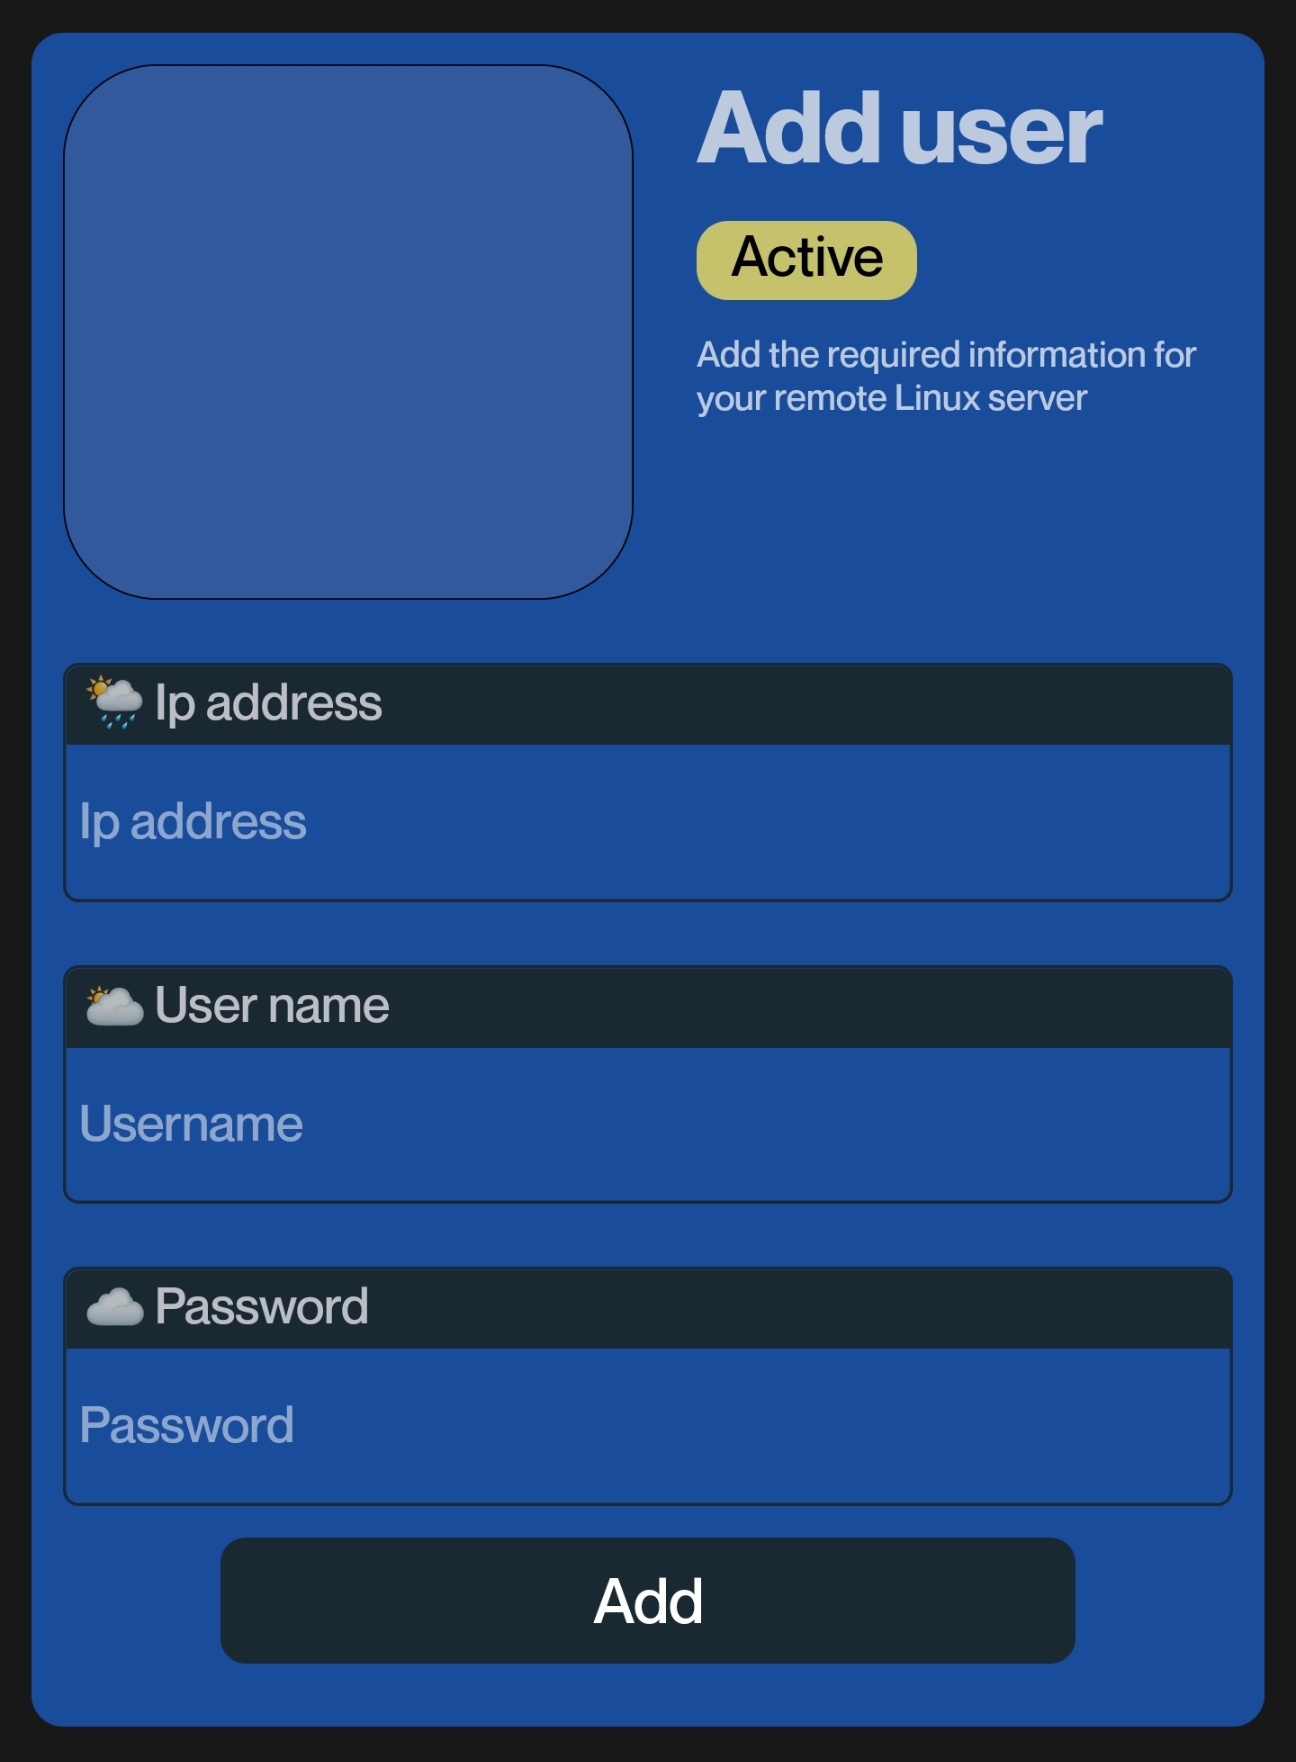 Add user
Active
Add the required information for
your remote Linux server
🌦️ Ip address
Ip address
🌥️ User name
Username
☁️ Password
Password
Add